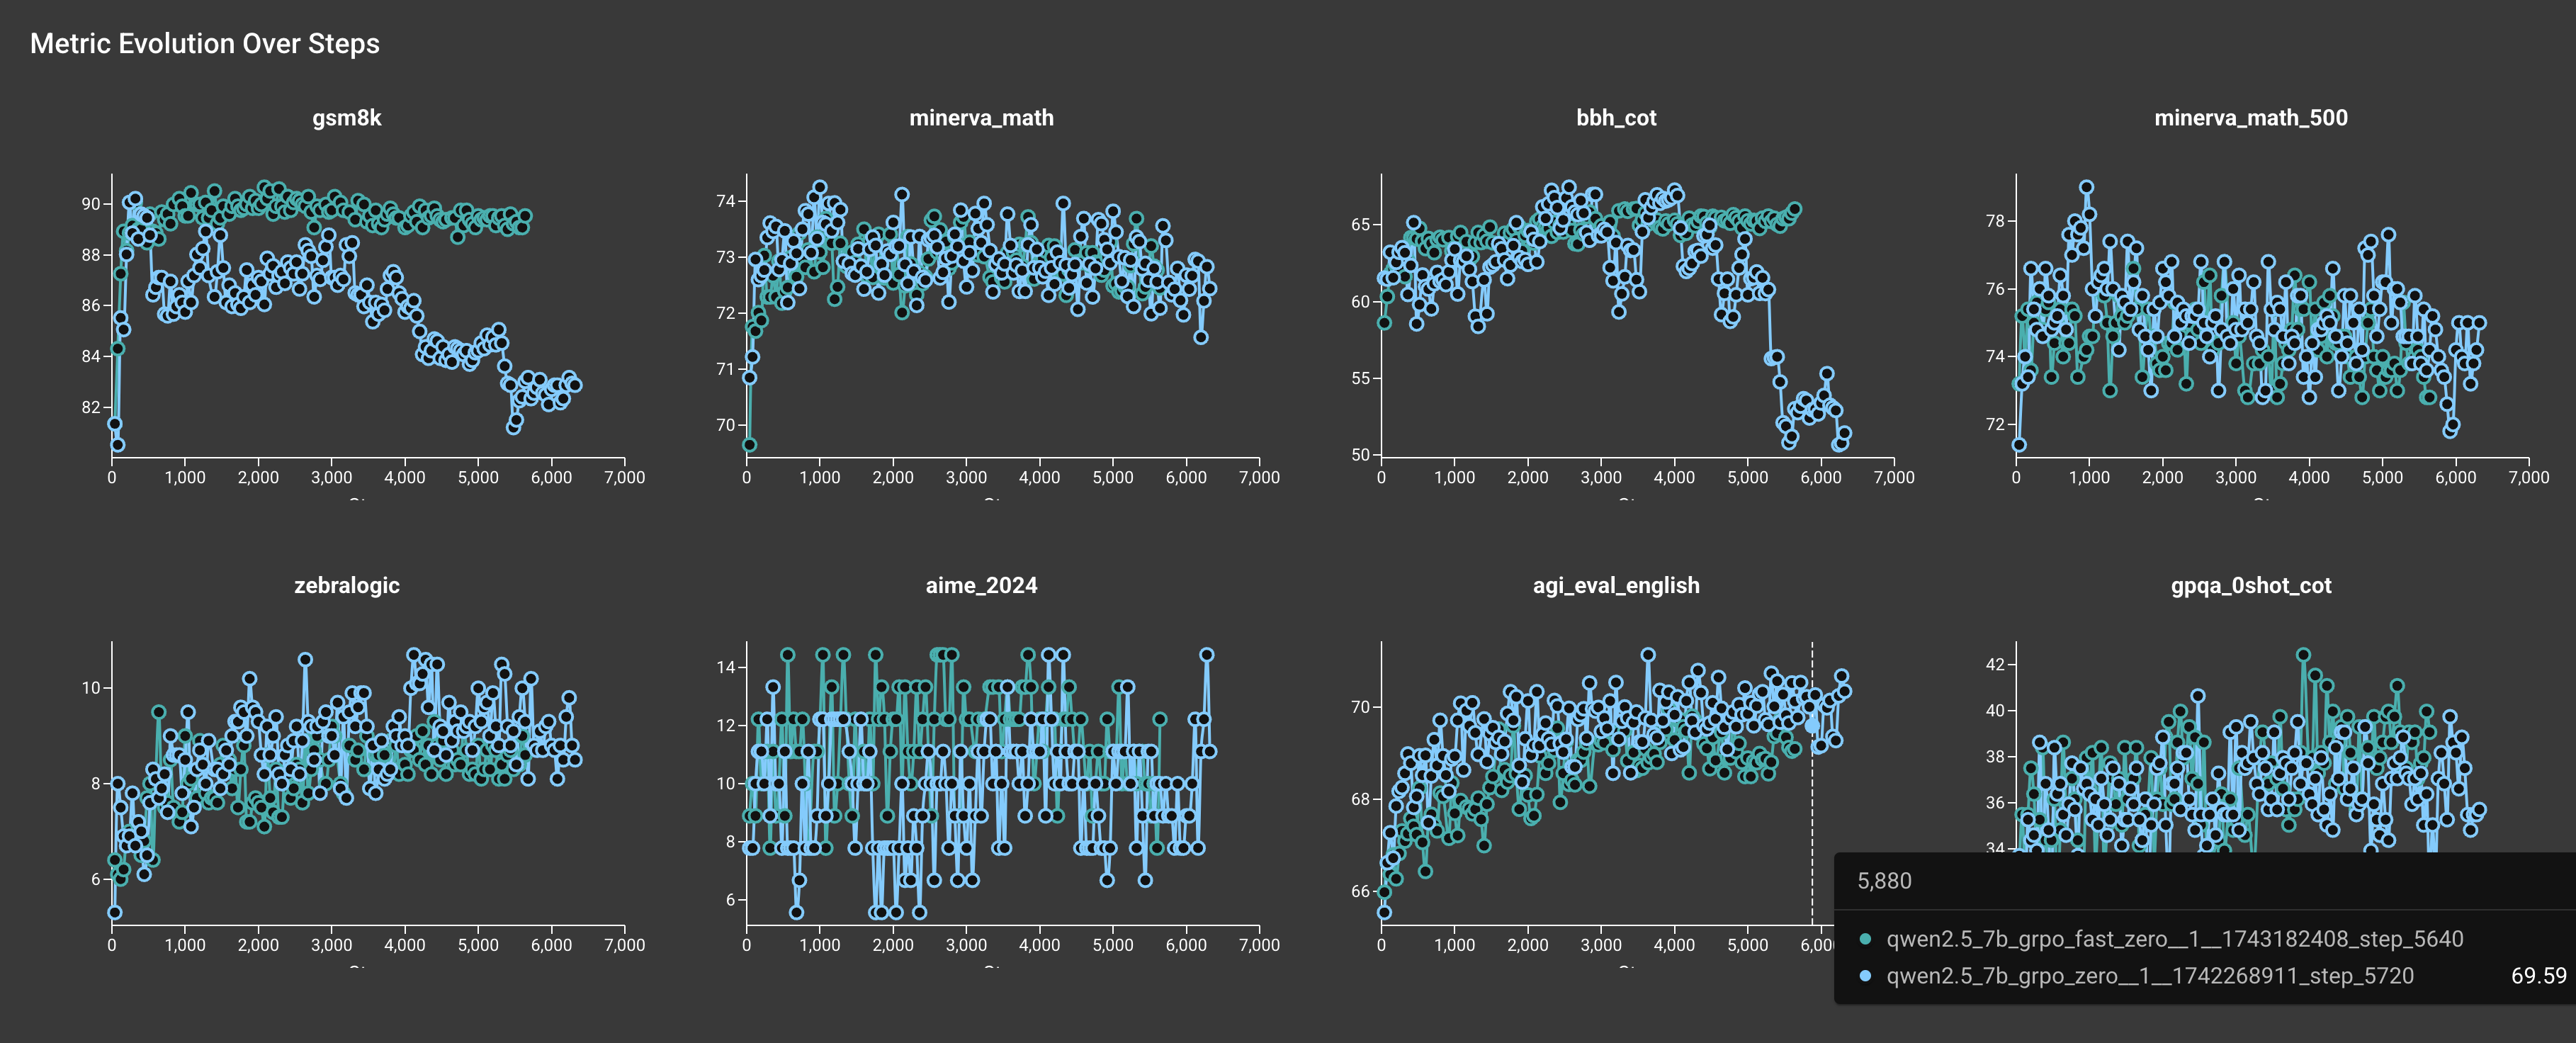 Metric Evolution Over Steps
gsm8k
90
88
86
84
82
0 1,000 2,000 3,000 4,000 5,000 6,000 7,000
minerva_math
74
73
72
71
70
0 1,000 2,000 3,000 4,000 5,000 6,000 7,000
bbh_cot
65
60
55
50
0 1,000 2,000 3,000 4,000 5,000 6,000 7,000
minerva_math_500
78
76
74
72
0 1,000 2,000 3,000 4,000 5,000 6,000 7,000
zebralogic
10
8
6
0 1,000 2,000 3,000 4,000 5,000 6,000 7,000
aime_2024
14
12
10
8
6
0 1,000 2,000 3,000 4,000 5,000 6,000 7,000
agi_eval_english
70
68
66
0 1,000 2,000 3,000 4,000 5,000
gpqa_0shot_cot
42
40
38
36
34
5,880
qwen2.5_7b_grpo_fast_zero__1__1743182408_step_5640
qwen2.5_7b_grpo_zero__1__1742268911_step_5720 69.59